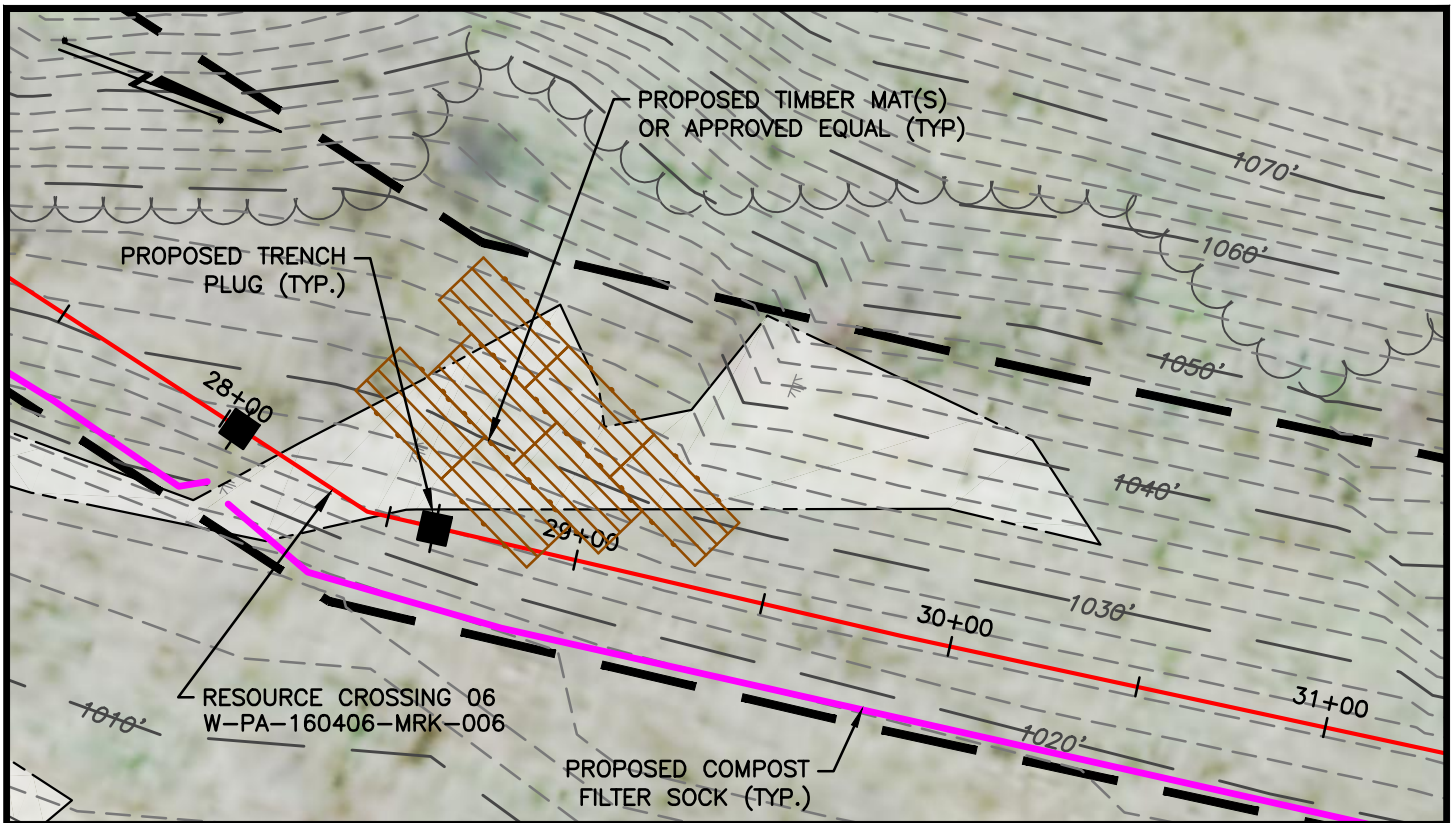 PROPOSED TIMBER MAT(S)
OR APPROVED EQUAL (TYP)
1070'
1060'
PROPOSED TRENCH
PLUG (TYP.)
1050'
28+00
1040'
29+00
1030'
30+00
RESOURCE CROSSING 06
W-PA-160406-MRK-006
31+00
1010'
1020'
PROPOSED COMPOST
FILTER SOCK (TYP.)